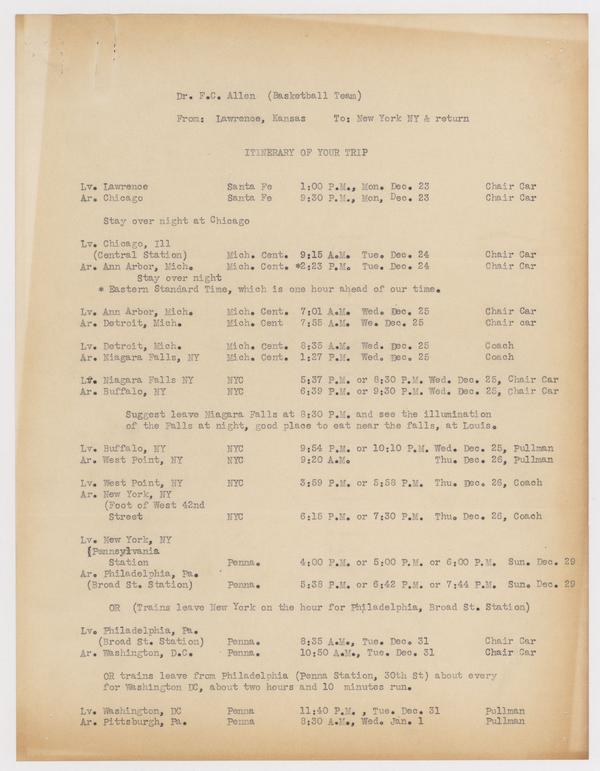 Dr. F.C. Allen (Basketball Team)
From: Lawrence, Kansas To: New York NY & return
ITINERARY OF YOUR TRIP
Lv. Lawrence Santa Fe 1:00 P.M., Mon. Dec. 23 Chair Car
Ar. Chicago Santa Fe 9:30 P.M., Mon, Dec. 23 Chair Car
Stay over night at Chicago
Lv. Chicago, Ill
(Central Station) Mich. Cent. 9:15 A.M. Tue. Dec. 24 Chair Car
Ar. Ann Arbor, Mich. Mich. Cent. *2:23 P.M. Tue. Dec. 24 Chair Car
Stay over night
* Eastern Standard Time, which is one hour ahead of our time.
Lv. Ann Arbor, Mich. Mich. Cent. 7:01 A.M. Wed. Dec. 25 Chair Car
Ar. Detroit, Mich. Mich. Cent 7:55 A.M. We. Dec. 25 Chair car
Lv. Detroit, Mich. Mich. Cent. 8:35 A.M. Wed. Dec. 25 Coach
Ar. Niagara Falls, NY Mich. Cent. 1:27 P.M. Wed. Dec. 25 Coach
Lv. Niagara Falls NY NYC 5:37 P.M. or 8:30 P.M. Wed. Dec. 25, Chair Car
Ar. Buffalo, NY NYC 6:39 P.M. or 9:30 P.M. Wed. Dec. 25, Chair Car
Suggest leave Niagara Falls at 8:30 P.M. and see the illumination
of the Falls at night, good place to eat near the falls, at Louis.
Lv. Buffalo, NY NYC 9:54 P.M. or 10:10 P.M. Wed. Dec. 25, Pullman
Ar. West Point, NY NYC 9:20 A.M. Thu. Dec. 26, Pullman
Lv. West Point, NY NYC 3:59 P.M. or 5:58 P.M. Thu. Dec. 26, Coach
Ar. New York, NY
(Foot of West 42nd
Street NYC 6:15 P.M. or 7:30 P.M. Thu. Dec. 26, Coach
Lv. New York, NY
(Pennsylvania
Station Penna. 4:00 P.M. or 5:00 P.M. or 6:00 P.M. Sun. Dec. 29
Ar. Philadelphia, Pa.
(Broad St. Station) Penna. 5:38 P.M. or 6:42 P.M. or 7:44 P.M. Sun. Dec. 29
OR (Trains leave New York on the hour for Philadelphia, Broad St. Station)
Lv. Philadelphia, Pa.
(Broad St. Station) Penna. 8:35 A.M., Tue. Dec. 31 Chair Car
Ar. Washington, D.C. Penna. 10:50 A.M., Tue. Dec. 31 Chair Car
OR trains leave from Philadelphia (Penna Station, 30th St) about every
for Washington DC, about two hours and 10 minutes run.
Lv. Washington, DC Penna 11:40 P.M. , Tue. Dec. 31 Pullman
Ar. Pittsburgh, Pa. Penna 8:30 A.M., Wed. Jan. 1 Pullman